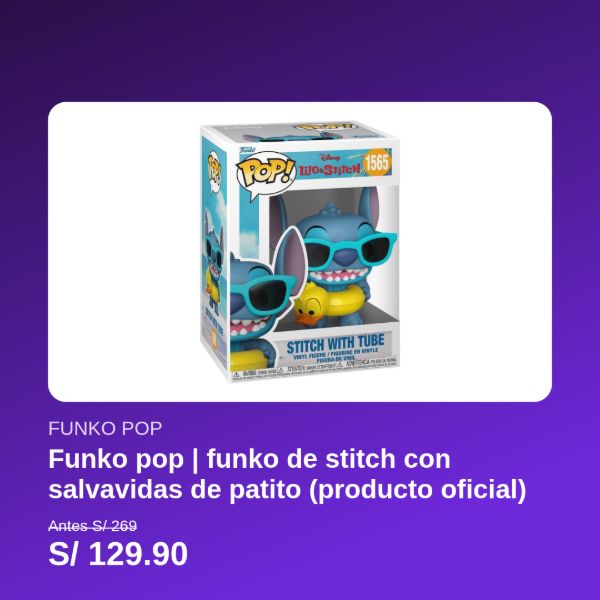 Funko
POP!
Disney
LILO & STITCH
1565
POP!
STITCH WITH TUBE
VINYL FIGURE / FIGURINE EN VINYLE
FIGURA DE VINIL
FUNKO POP
Funko pop | funko de stitch con
salvavidas de patito (producto oficial)
Antes S/ 269
S/ 129.90